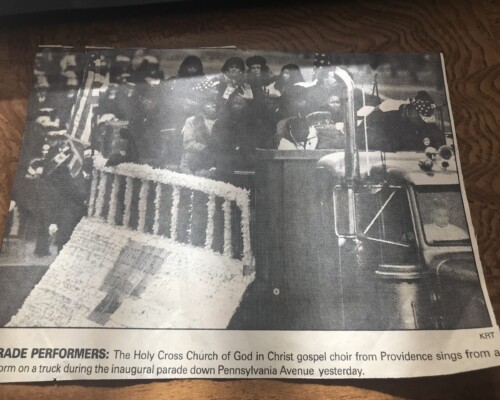 KRT
RADE PERFORMERS: The Holy Cross Church of God in Christ gospel choir from Providence sings from a
orm on a truck during the inaugural parade down Pennsylvania Avenue yesterday.